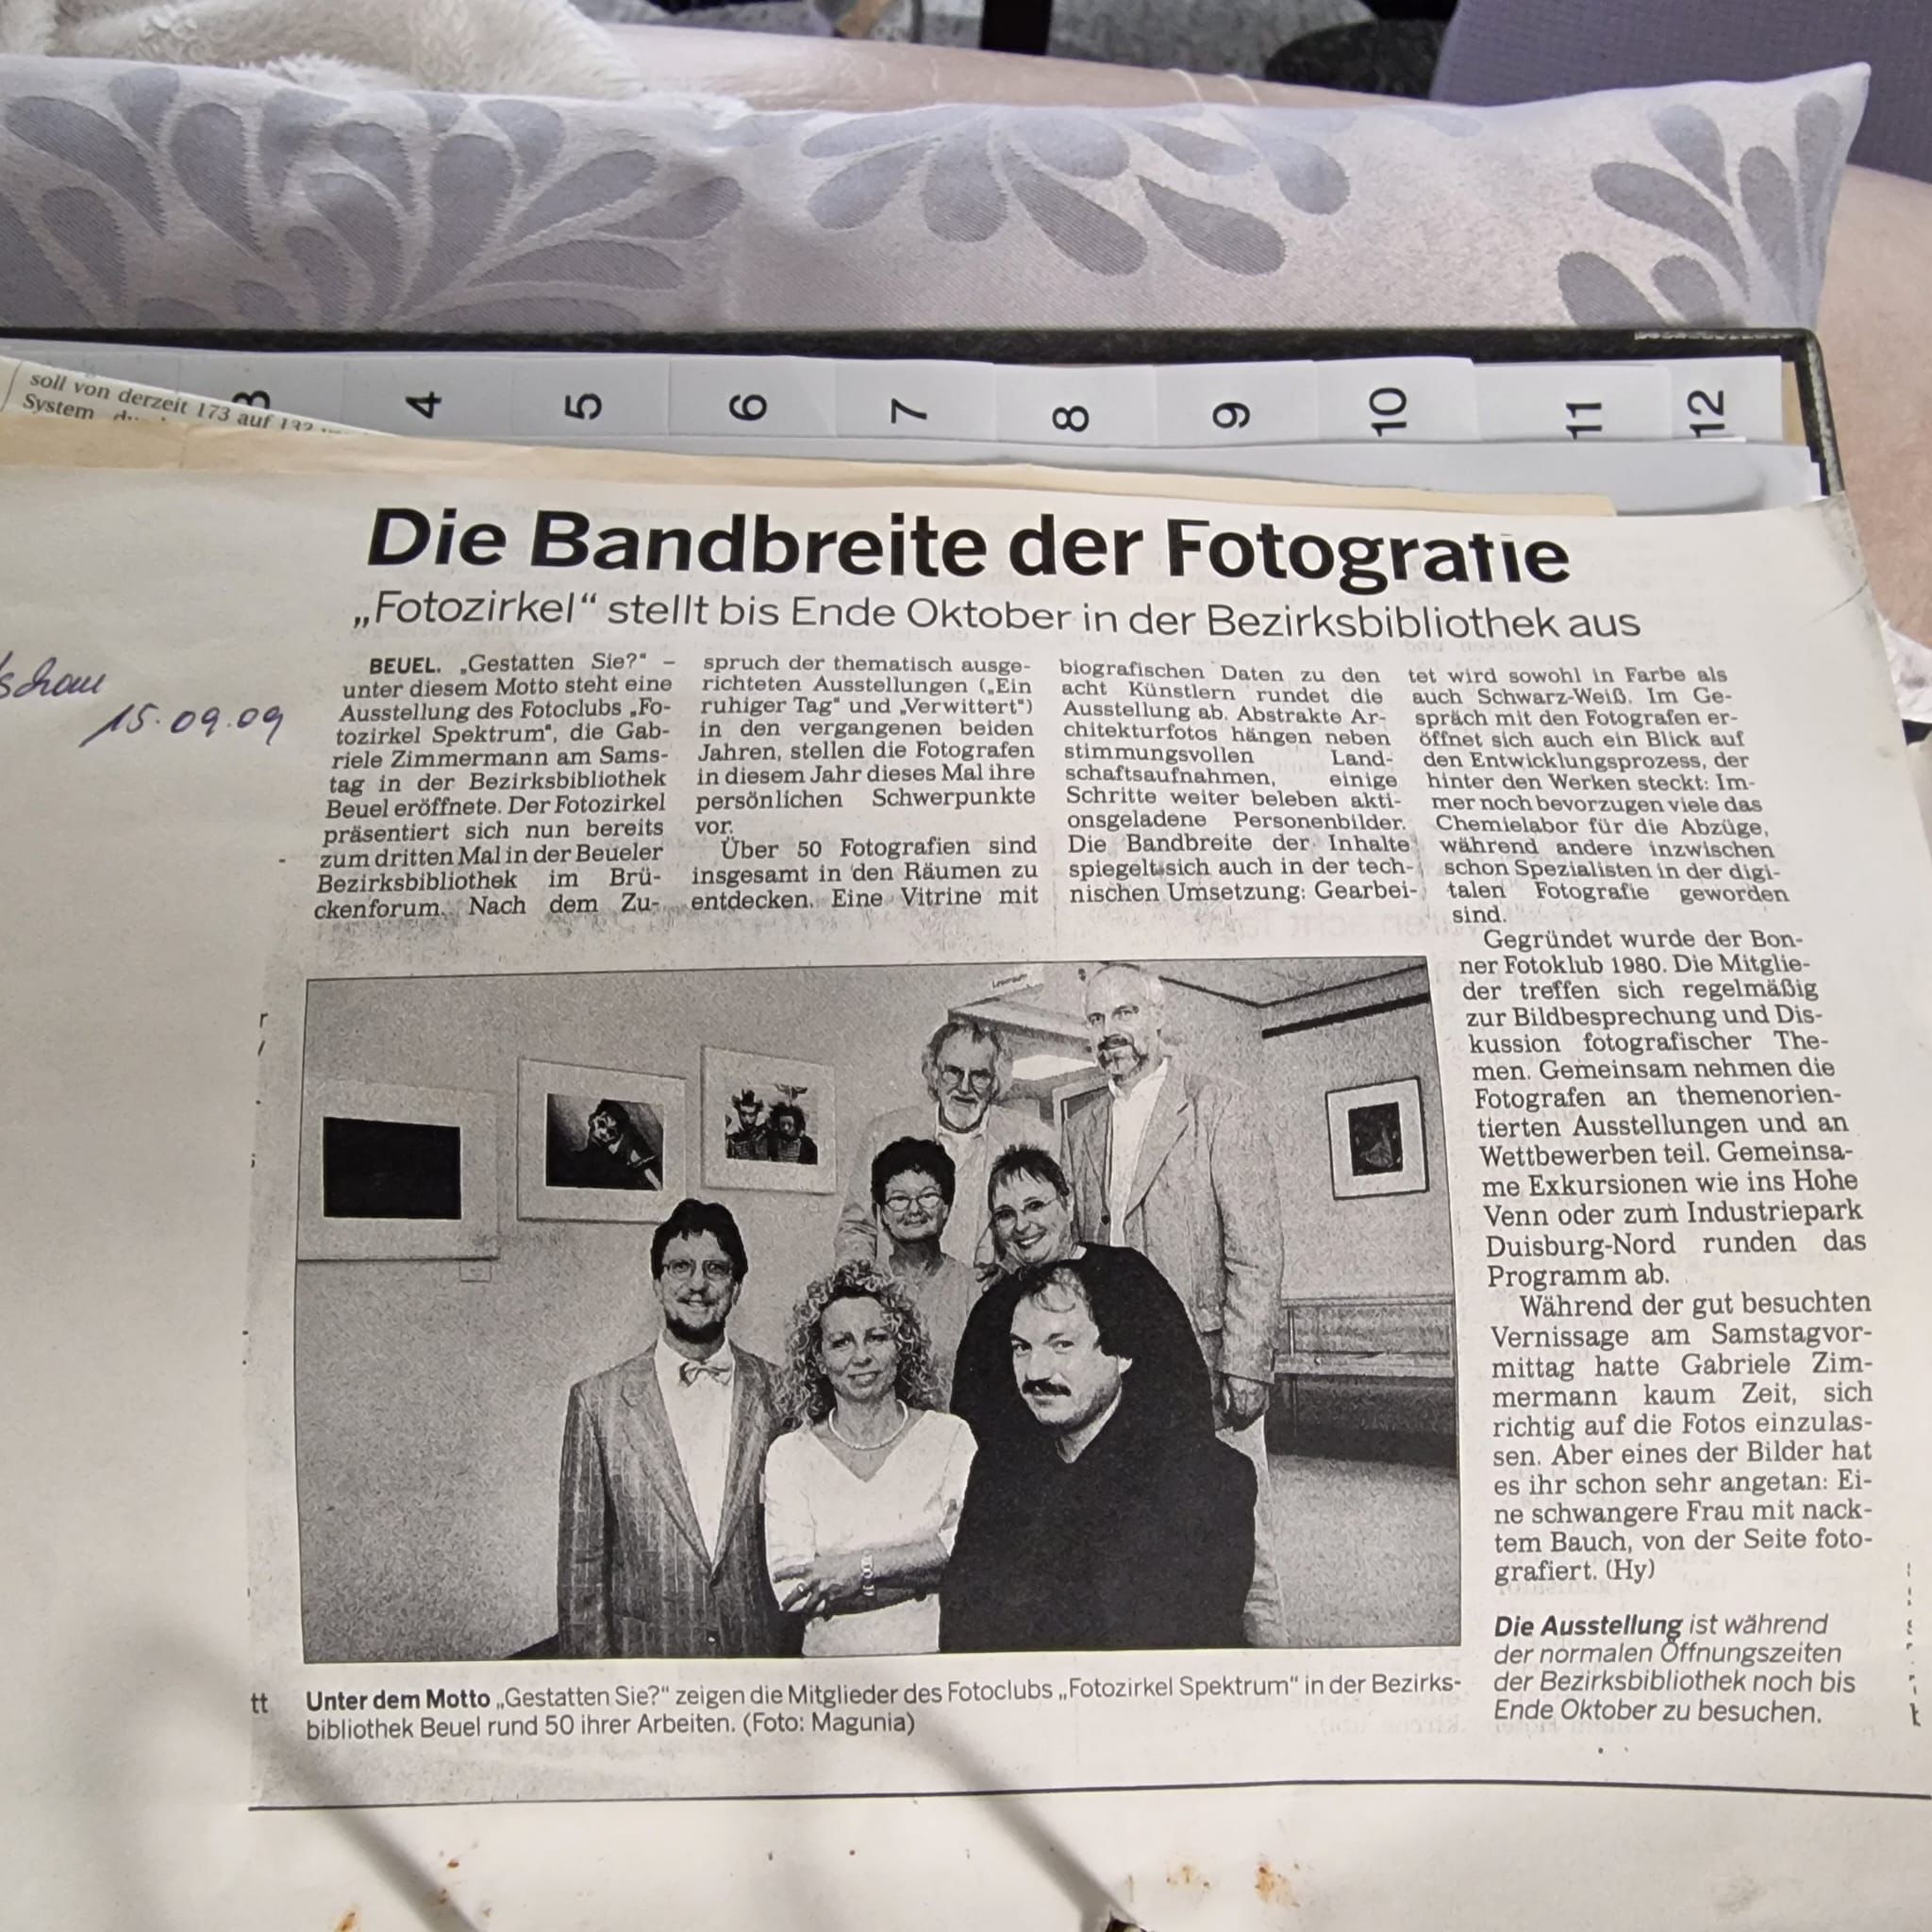 soll von derzeit 173 auf 132
System
3
4
5
6
7
8
9
10
11
12
Die Bandbreite der Fotografie
„Fotozirkel“ stellt bis Ende Oktober in der Bezirksbibliothek aus
schau
15.09.09
BEUEL. „Gestatten Sie?“ –
unter diesem Motto steht eine
Ausstellung des Fotoclubs „Fo-
tozirkel Spektrum“, die Gab-
riele Zimmermann am Sams-
tag in der Bezirksbibliothek
Beuel eröffnete. Der Fotozirkel
präsentiert sich nun bereits
zum dritten Mal in der Beueler
Bezirksbibliothek im Brü-
ckenforum. Nach dem Zu-
spruch der thematisch ausge-
richteten Ausstellungen („Ein
ruhiger Tag“ und „Verwittert“)
in den vergangenen beiden
Jahren, stellen die Fotografen
in diesem Jahr dieses Mal ihre
persönlichen Schwerpunkte
vor.
Über 50 Fotografien sind
insgesamt in den Räumen zu
entdecken. Eine Vitrine mit
biografischen Daten zu den
acht Künstlern rundet die
Ausstellung ab. Abstrakte Ar-
chitekturfotos hängen neben
stimmungsvollen Land-
schaftsaufnahmen, einige
Schritte weiter beleben akti-
onsgeladene Personenbilder.
Die Bandbreite der Inhalte
spiegelt sich auch in der tech-
nischen Umsetzung: Gearbei-
tet wird sowohl in Farbe als
auch Schwarz-Weiß. Im Ge-
spräch mit den Fotografen er-
öffnet sich auch ein Blick auf
den Entwicklungsprozess, der
hinter den Werken steckt: Im-
mer noch bevorzugen viele das
Chemielabor für die Abzüge,
während andere inzwischen
schon Spezialisten in der digi-
talen Fotografie geworden
sind.
Gegründet wurde der Bon-
ner Fotoklub 1980. Die Mitglie-
der treffen sich regelmäßig
zur Bildbesprechung und Dis-
kussion fotografischer The-
men. Gemeinsam nehmen die
Fotografen an themenorien-
tierten Ausstellungen und an
Wettbewerben teil. Gemeinsa-
me Exkursionen wie ins Hohe
Venn oder zum Industriepark
Duisburg-Nord runden das
Programm ab.
Während der gut besuchten
Vernissage am Samstagvor-
mittag hatte Gabriele Zim-
mermann kaum Zeit, sich
richtig auf die Fotos einzulas-
sen. Aber eines der Bilder hat
es ihr schon sehr angetan: Ei-
ne schwangere Frau mit nack-
tem Bauch, von der Seite foto-
grafiert. (Hy)
Die Ausstellung ist während
der normalen Öffnungszeiten
der Bezirksbibliothek noch bis
Ende Oktober zu besuchen.
tt
Unter dem Motto „Gestatten Sie?“ zeigen die Mitglieder des Fotoclubs „Fotozirkel Spektrum“ in der Bezirks-
bibliothek Beuel rund 50 ihrer Arbeiten. (Foto: Magunia)